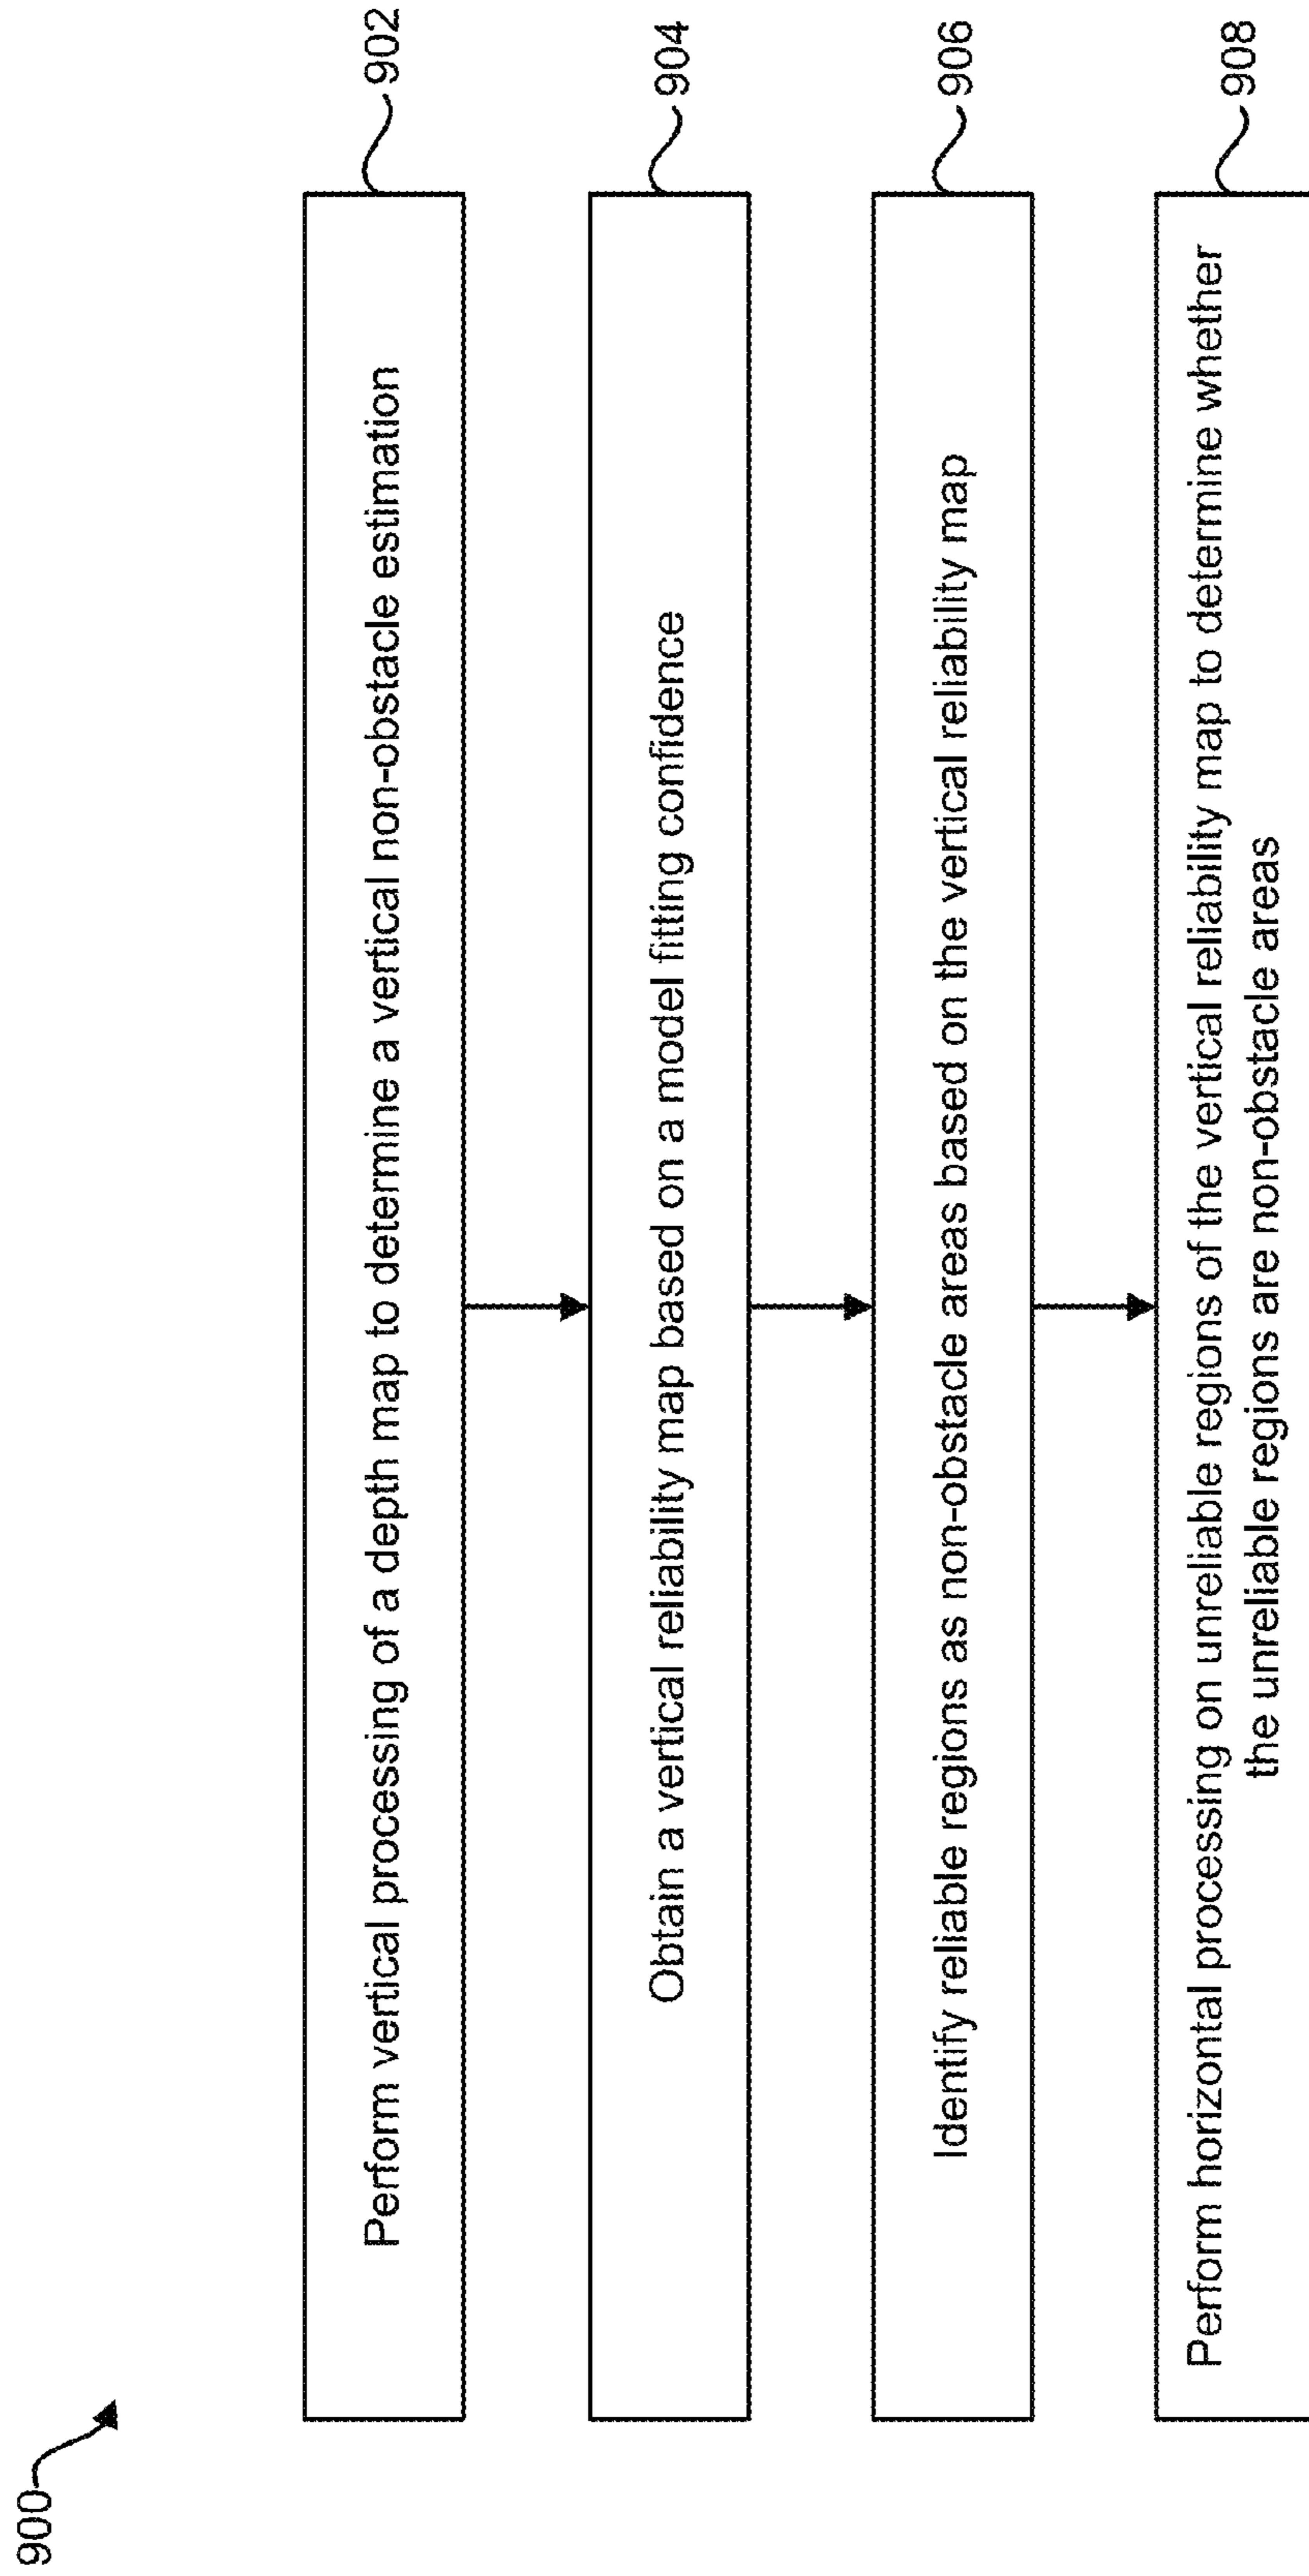 900
Perform vertical processing of a depth map to determine a vertical non-obstacle estimation
902
Obtain a vertical reliability map based on a model fitting confidence
904
Identify reliable regions as non-obstacle areas based on the vertical reliability map
906
Perform horizontal processing on unreliable regions of the vertical reliability map to determine whether
the unreliable regions are non-obstacle areas
908